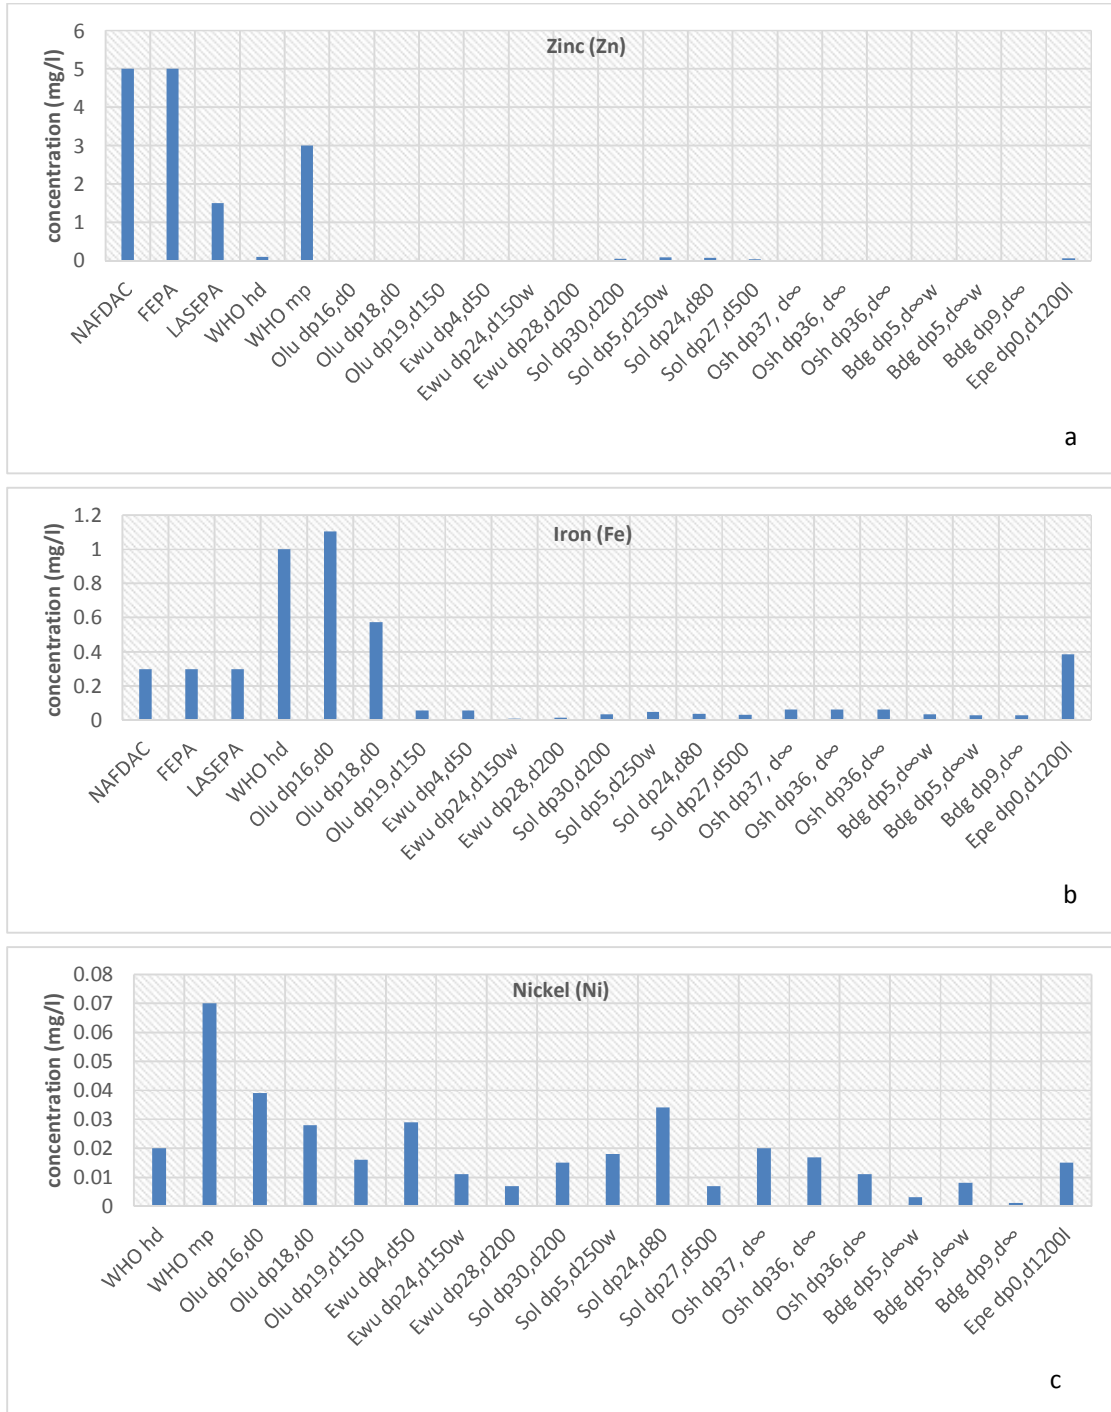 Zinc (Zn)
concentration (mg/l)
6
5
4
3
2
1
0
NAFDAC
FEPA
LASEPA
WHO hd
WHO mp
Olu dp16,d0
Olu dp18,d0
Olu dp19,d150
Ewu dp4,d50
Ewu dp24,d150w
Ewu dp28,d200
Sol dp30,d200
Sol dp5,d250w
Sol dp24,d80
Sol dp27,d500
Osh dp37, d∞
Osh dp36, d∞
Osh dp36,d∞
Bdg dp5,d∞w
Bdg dp5,d∞w
Bdg dp9,d∞
Epe dp0,d1200l
a
Iron (Fe)
concentration (mg/l)
1.2
1
0.8
0.6
0.4
0.2
0
NAFDAC
FEPA
LASEPA
WHO hd
Olu dp16,d0
Olu dp18,d0
Olu dp19,d150
Ewu dp4,d50
Ewu dp24,d150w
Ewu dp28,d200
Sol dp30,d200
Sol dp5,d250w
Sol dp24,d80
Sol dp27,d500
Osh dp37, d∞
Osh dp36, d∞
Osh dp36,d∞
Bdg dp5,d∞w
Bdg dp5,d∞w
Bdg dp9,d∞
Epe dp0,d1200l
b
Nickel (Ni)
concentration (mg/l)
0.08
0.07
0.06
0.05
0.04
0.03
0.02
0.01
0
WHO hd
WHO mp
Olu dp16,d0
Olu dp18,d0
Olu dp19,d150
Ewu dp4,d50
Ewu dp24,d150w
Ewu dp28,d200
Sol dp30,d200
Sol dp5,d250w
Sol dp24,d80
Sol dp27,d500
Osh dp37, d∞
Osh dp36, d∞
Osh dp36,d∞
Bdg dp5,d∞w
Bdg dp5,d∞w
Bdg dp9,d∞
Epe dp0,d1200l
c